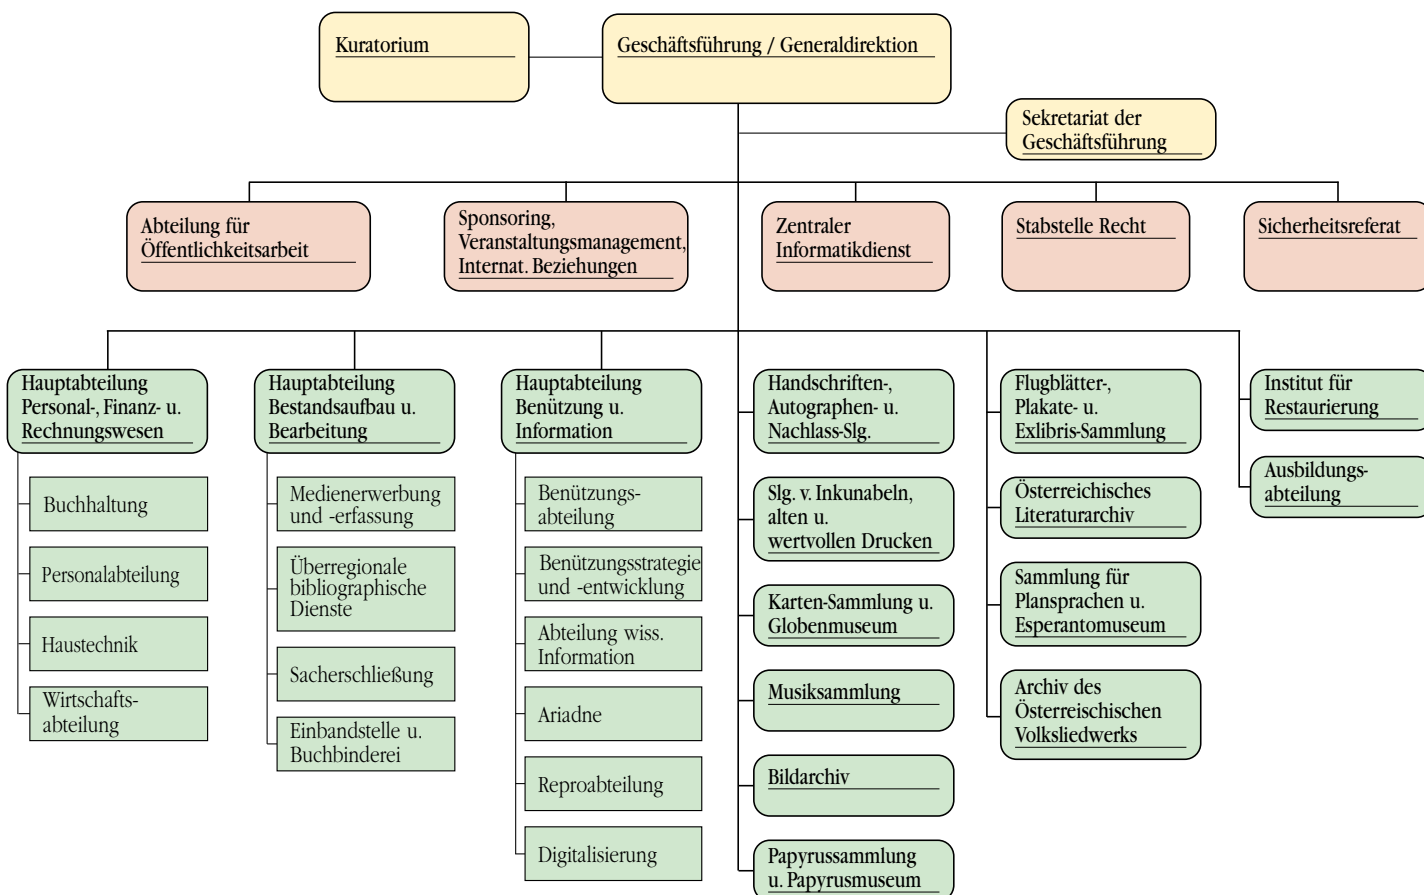 Kuratorium
Geschäftsführung / Generaldirektion
Sekretariat der
Geschäftsführung
Abteilung für
Öffentlichkeitsarbeit
Sponsoring,
Veranstaltungsmanagement,
Internat. Beziehungen
Zentraler
Informatikdienst
Stabstelle Recht
Sicherheitsreferat
Hauptabteilung
Personal-, Finanz- u.
Rechnungswesen
Buchhaltung
Personalabteilung
Haustechnik
Wirtschafts-
abteilung
Hauptabteilung
Bestandsaufbau u.
Bearbeitung
Medienerwerbung
und -erfassung
Überregionale
bibliographische
Dienste
Sacherschließung
Einbandstelle u.
Buchbinderei
Hauptabteilung
Benützung u.
Information
Benützungs-
abteilung
Benützungsstrategie
und -entwicklung
Abteilung wiss.
Information
Ariadne
Reproabteilung
Digitalisierung
Handschriften-,
Autographen- u.
Nachlass-Slg.
Slg. v. Inkunabeln,
alten u.
wertvollen Drucken
Karten-Sammlung u.
Globenmuseum
Musiksammlung
Bildarchiv
Papyrussammlung
u. Papyrusmuseum
Flugblätter-,
Plakate- u.
Exlibris-Sammlung
Österreichisches
Literaturarchiv
Sammlung für
Plansprachen u.
Esperantomuseum
Archiv des
Österreischischen
Volksliedwerks
Institut für
Restaurierung
Ausbildungs-
abteilung